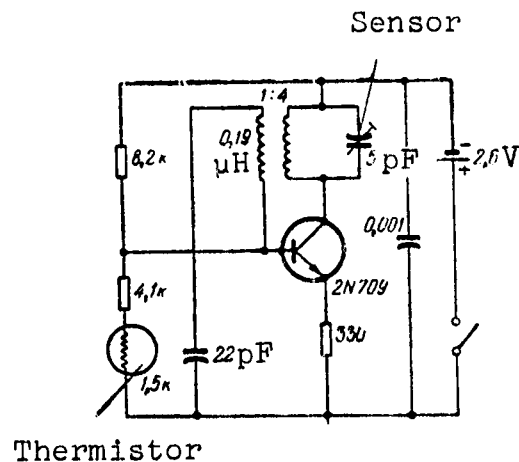 Sensor
1:4
8,2к
0,19
μH
5 pF
2,6V
0,001
2N709
4,1к
330
22pF
1,5к
Thermistor